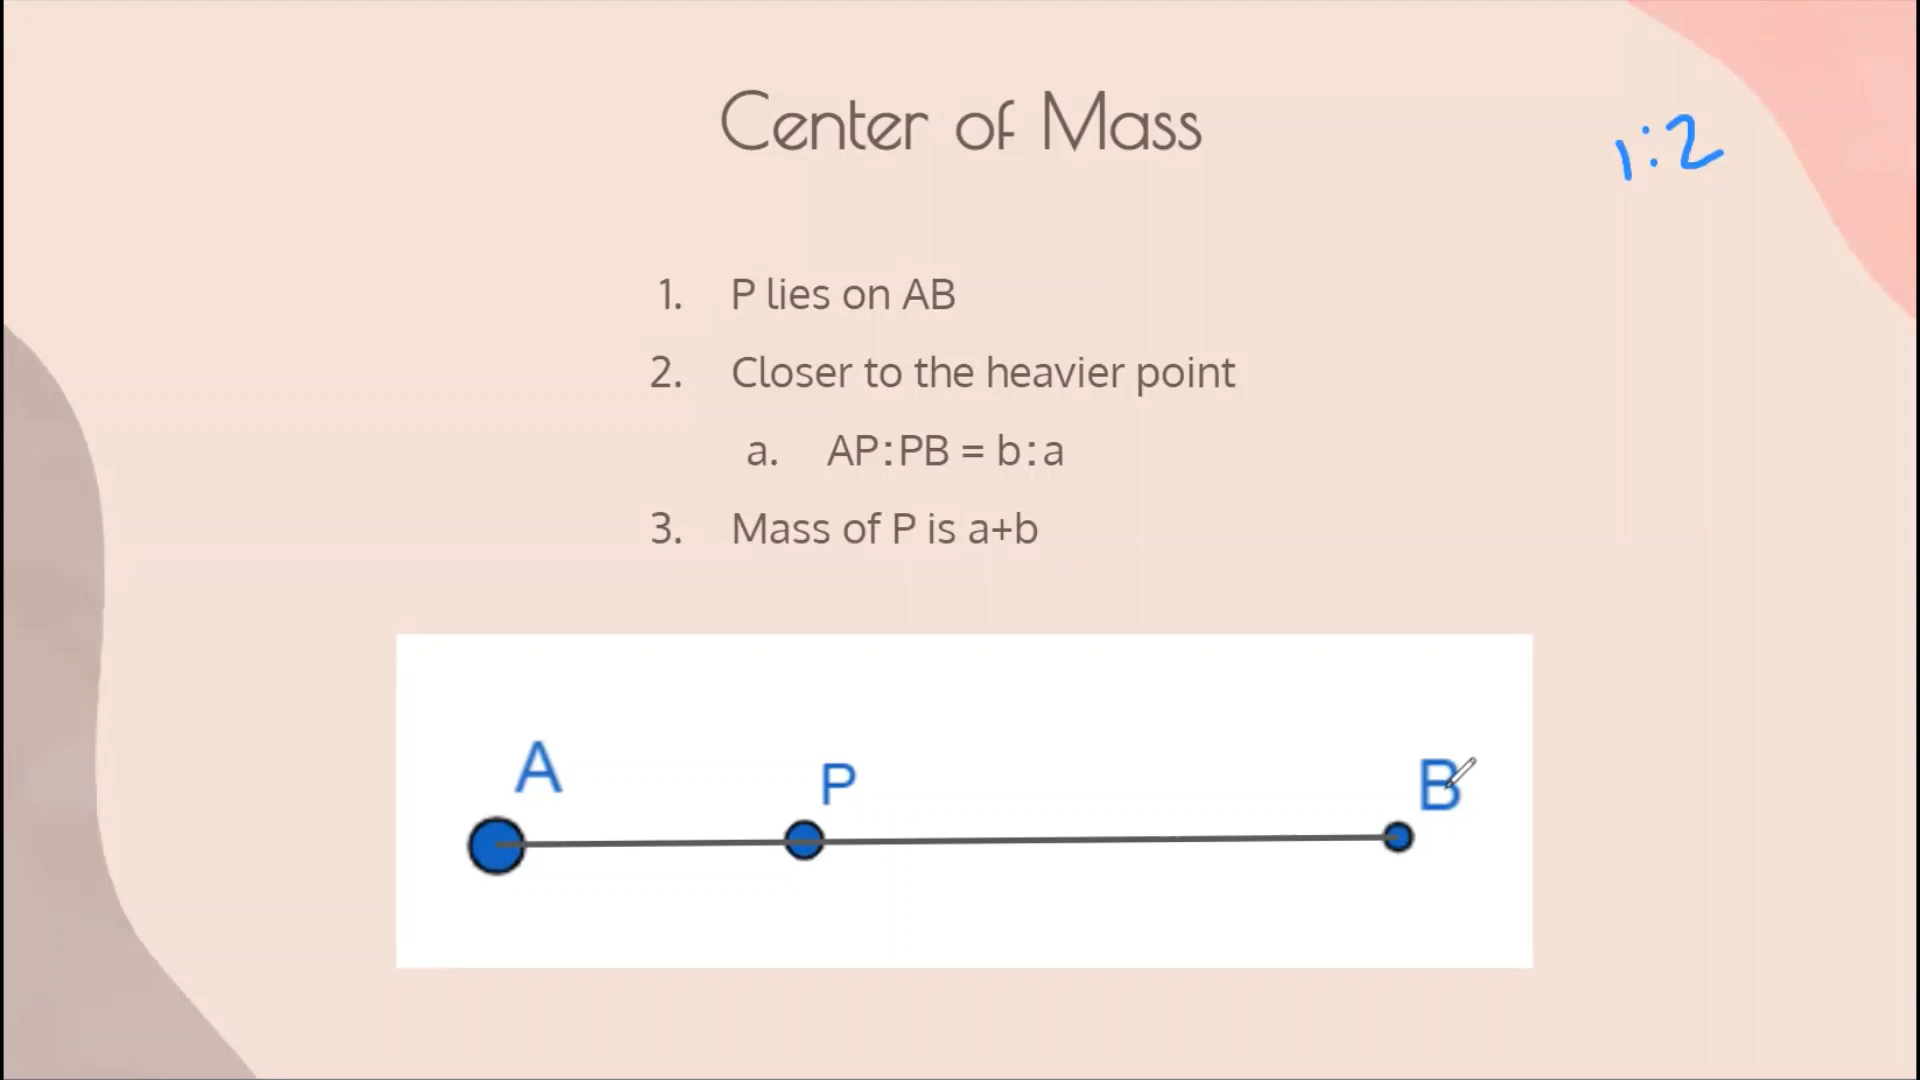 Center of Mass
1:2
1. P lies on AB
2. Closer to the heavier point
a. AP:PB = b:a
3. Mass of P is a+b
A
P
B